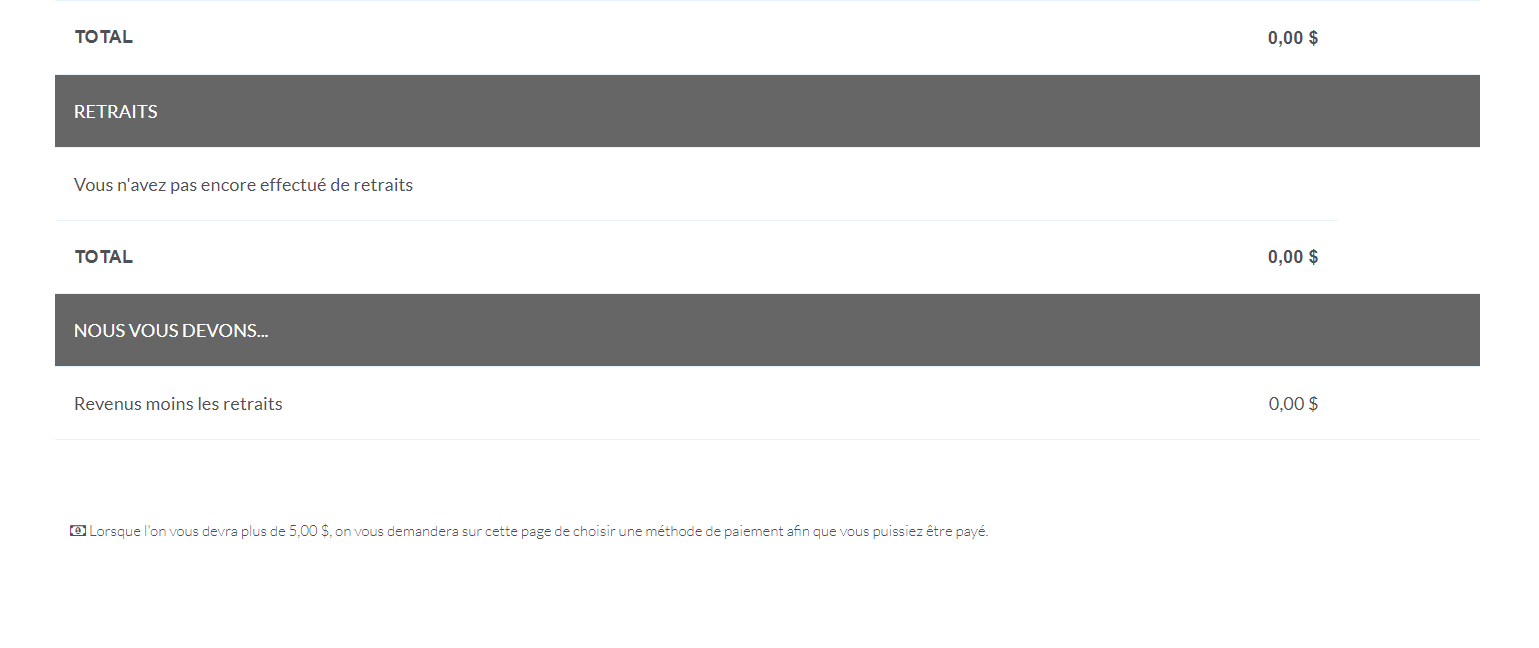 TOTAL 0,00 $
RETRAITS
Vous n'avez pas encore effectué de retraits
TOTAL 0,00 $
NOUS VOUS DEVONS...
Revenus moins les retraits 0,00 $
Lorsque l'on vous devra plus de 5,00 $, on vous demandera sur cette page de choisir une méthode de paiement afin que vous puissiez être payé.